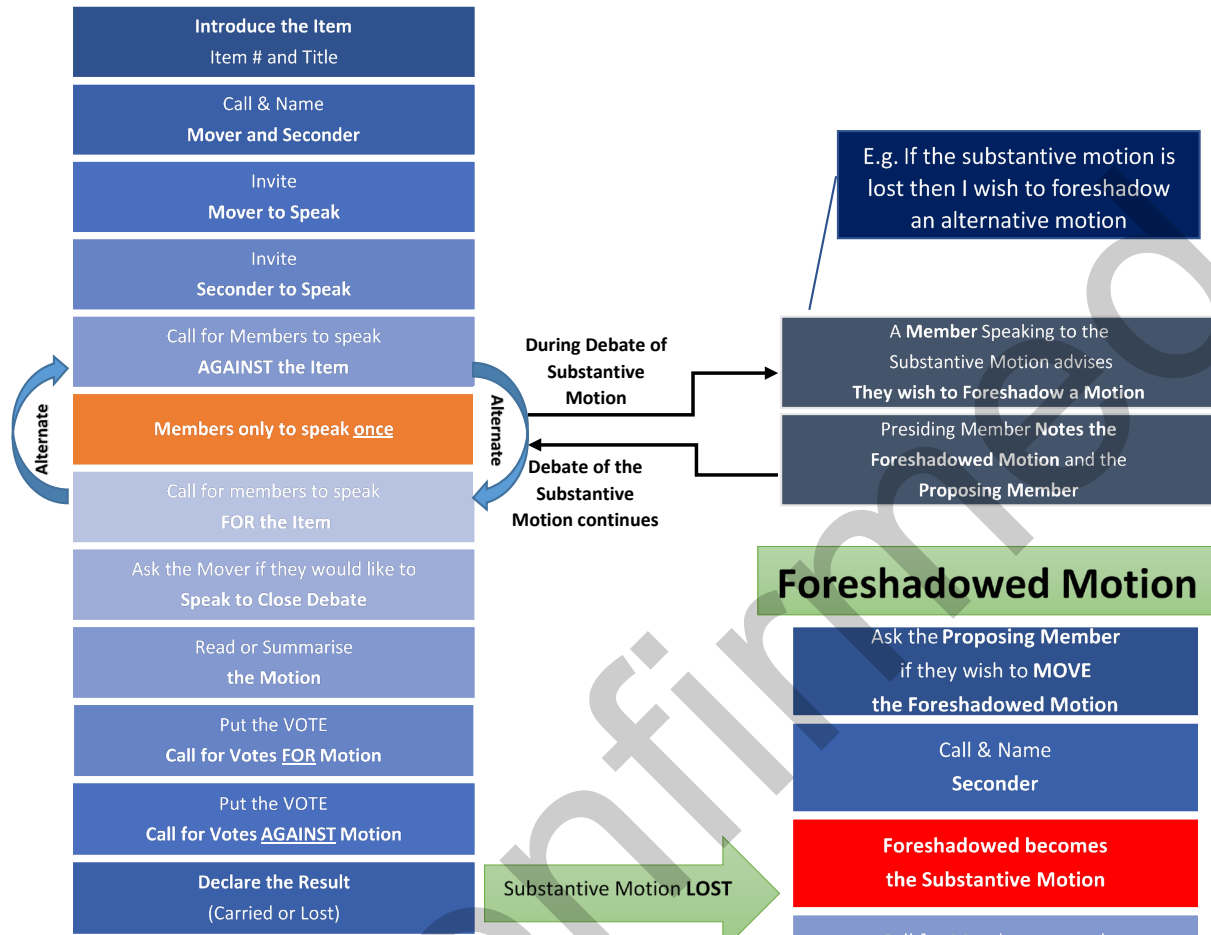 Introduce the Item
Item # and Title
Call & Name
Mover and Seconder
Invite
Mover to Speak
Invite
Seconder to Speak
Call for Members to speak
AGAINST the Item
Alternate
Alternate
Members only to speak once
Call for members to speak
FOR the Item
Ask the Mover if they would like to
Speak to Close Debate
Read or Summarise
the Motion
Put the VOTE
Call for Votes FOR Motion
Put the VOTE
Call for Votes AGAINST Motion
Declare the Result
(Carried or Lost)
During Debate of
Substantive
Motion
Debate of the
Substantive
Motion continues
E.g. If the substantive motion is
lost then I wish to foreshadow
an alternative motion
A Member Speaking to the
Substantive Motion advises
They wish to Foreshadow a Motion
Presiding Member Notes the
Foreshadowed Motion and the
Proposing Member
Substantive Motion LOST
Foreshadowed Motion
Ask the Proposing Member
if they wish to MOVE
the Foreshadowed Motion
Call & Name
Seconder
Foreshadowed becomes
the Substantive Motion